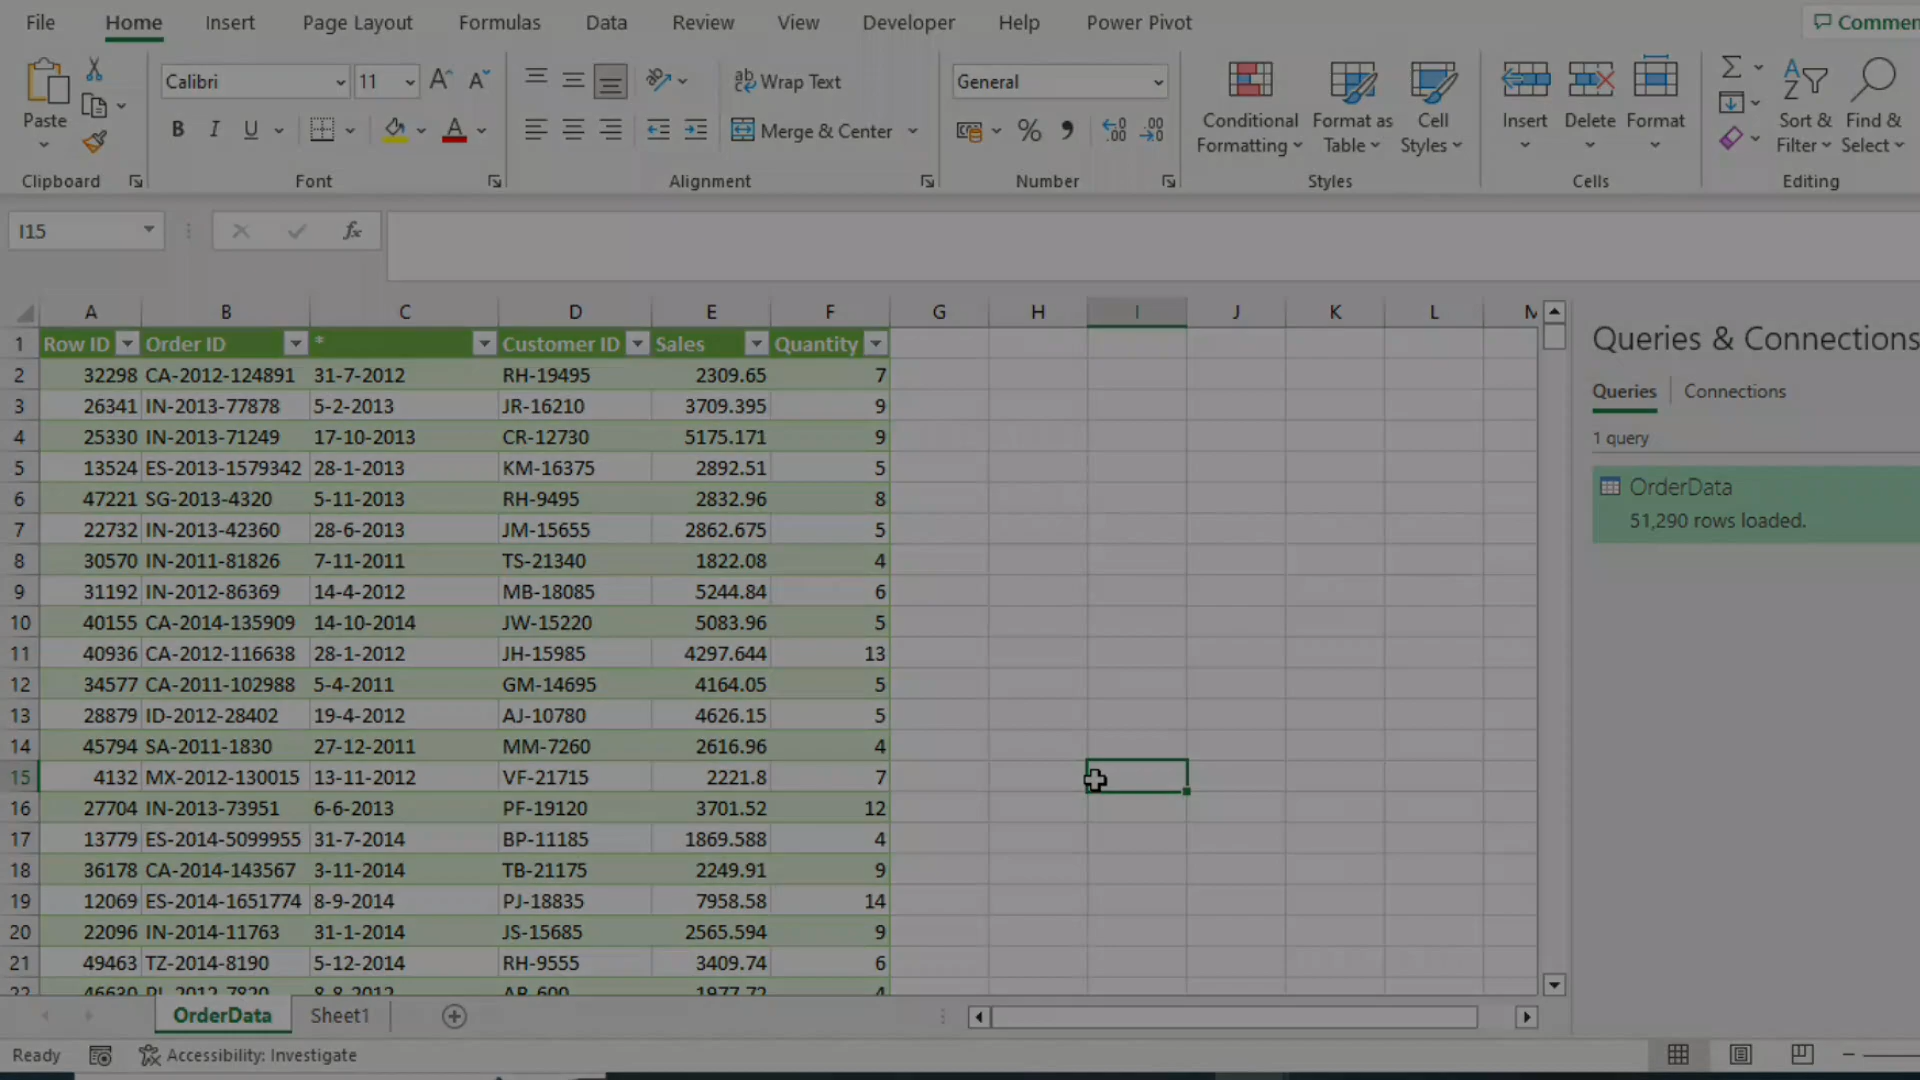 File Home Insert Page Layout Formulas Data Review View Developer Help Power Pivot
Paste
Clipboard
Calibri 11
B I U
Font
Wrap Text
Merge & Center
Alignment
General
Number
Conditional Formatting
Format as Table
Cell Styles
Styles
Insert Delete Format
Cells
Sort & Filter
Find & Select
Editing
I15 fx
A B C D E F G H I J K L
1 Row ID Order ID * Customer ID Sales Quantity
2 32298 CA-2012-124891 31-7-2012 RH-19495 2309.65 7
3 26341 IN-2013-77878 5-2-2013 JR-16210 3709.395 9
4 25330 IN-2013-71249 17-10-2013 CR-12730 5175.171 9
5 13524 ES-2013-1579342 28-1-2013 KM-16375 2892.51 5
6 47221 SG-2013-4320 5-11-2013 RH-9495 2832.96 8
7 22732 IN-2013-42360 28-6-2013 JM-15655 2862.675 5
8 30570 IN-2011-81826 7-11-2011 TS-21340 1822.08 4
9 31192 IN-2012-86369 14-4-2012 MB-18085 5244.84 6
10 40155 CA-2014-135909 14-10-2014 JW-15220 5083.96 5
11 40936 CA-2012-116638 28-1-2012 JH-15985 4297.644 13
12 34577 CA-2011-102988 5-4-2011 GM-14695 4164.05 5
13 28879 ID-2012-28402 19-4-2012 AJ-10780 4626.15 5
14 45794 SA-2011-1830 27-12-2011 MM-7260 2616.96 4
15 4132 MX-2012-130015 13-11-2012 VF-21715 2221.8 7
16 27704 IN-2013-73951 6-6-2013 PF-19120 3701.52 12
17 13779 ES-2014-5099955 31-7-2014 BP-11185 1869.588 4
18 36178 CA-2014-143567 3-11-2014 TB-21175 2249.91 9
19 12069 ES-2014-1651774 8-9-2014 PJ-18835 7958.58 14
20 22096 IN-2014-11763 31-1-2014 JS-15685 2565.594 9
21 49463 TZ-2014-8190 5-12-2014 RH-9555 3409.74 6
Queries & Connections
Queries Connections
1 query
OrderData
51,290 rows loaded.
OrderData Sheet1
Ready Accessibility: Investigate